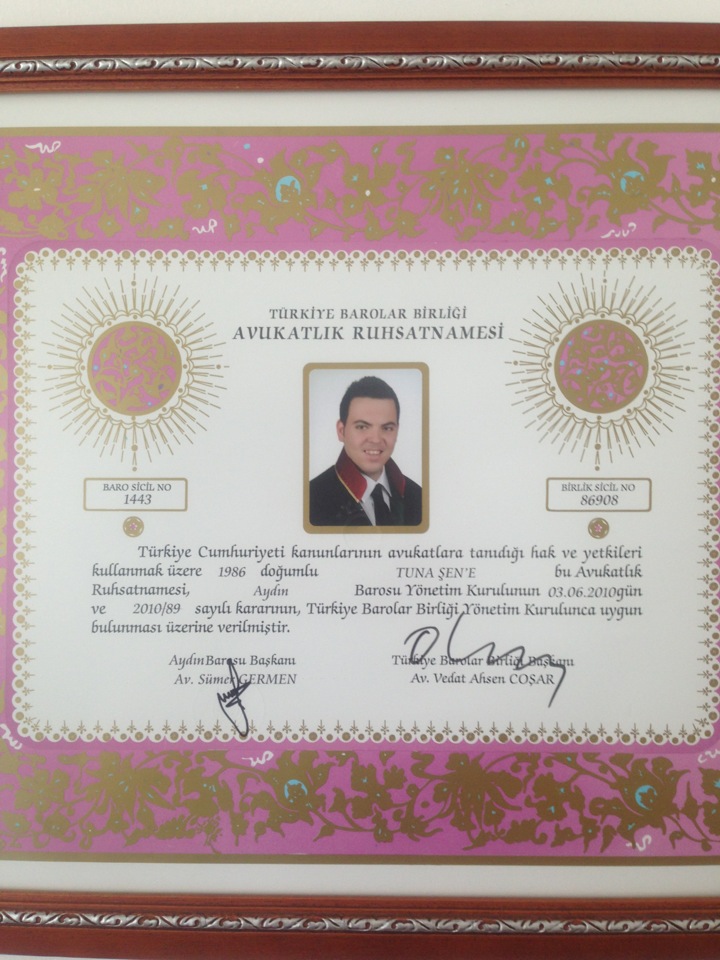 TÜRKİYE BAROLAR BİRLİĞİ
AVUKATLIK RUHSATNAMESİ
BARO SİCİL NO
1443
BİRLİK SİCİL NO
86908
Türkiye Cumhuriyeti kanunlarının avukatlara tanıdığı hak ve yetkileri
kullanmak üzere 1986 doğumlu TUNA ŞEN'E bu Avukatlık
Ruhsatnamesi, Aydın Barosu Yönetim Kurulunun 03.06.2010gün
ve 2010/89 sayılı kararının, Türkiye Barolar Birliği Yönetim Kurulunca uygun
bulunması üzerine verilmiştir.
Aydın Barosu Başkanı
Av. Sümer GERMEN
Türkiye Barolar Birliği Başkanı
Av. Vedat Ahsen COŞAR